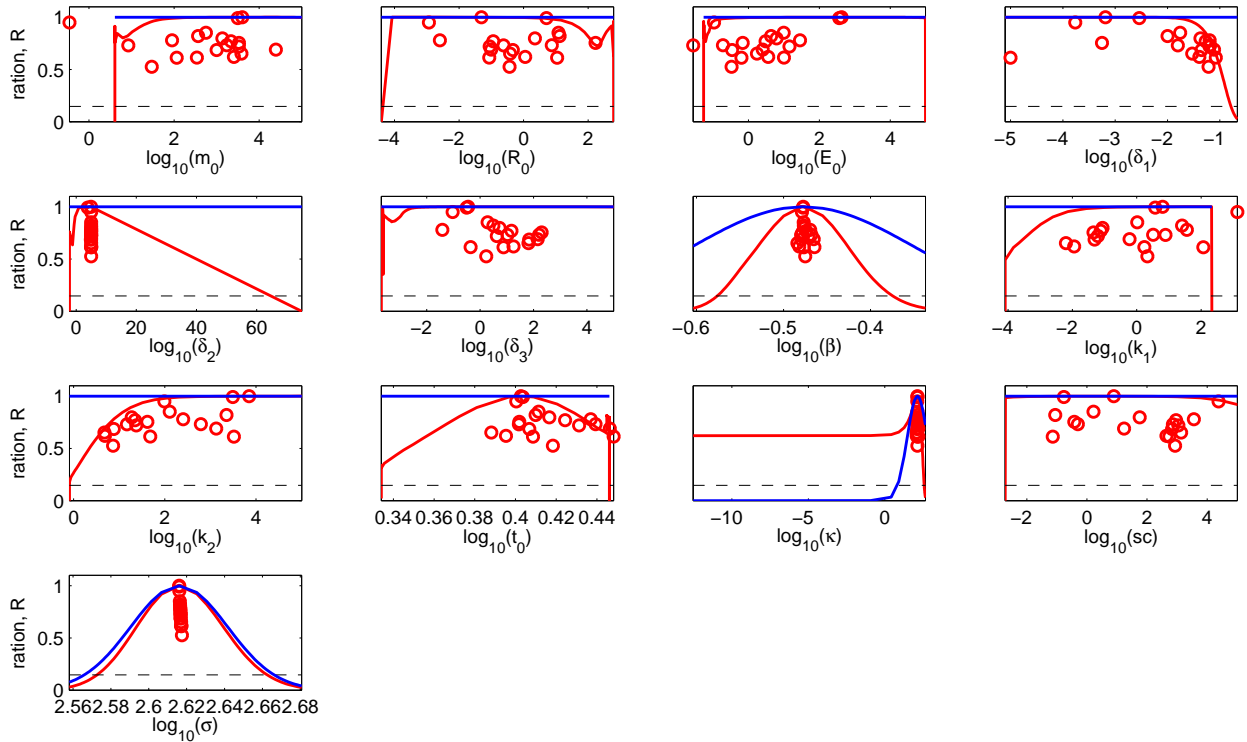 ration, R
1
0.5
0
0 2 4
log10(m0)
−4 −2 0 2
log10(R0)
−1 0 1 2 3 4
log10(E0)
−5 −4 −3 −2 −1
log10(δ1)
ration, R
1
0.5
0
0 20 40 60
log10(δ2)
−2 0 2 4
log10(δ3)
−0.6 −0.5 −0.4
log10(β)
−4 −2 0 2
log10(k1)
ration, R
1
0.5
0
0 2 4
log10(k2)
0.34 0.36 0.38 0.4 0.42 0.44
log10(t0)
−10 −5 0
log10(κ)
−2 0 2 4
log10(sc)
ration, R
1
0.5
0
2.56 2.58 2.6 2.62 2.64 2.66 2.68
log10(σ)